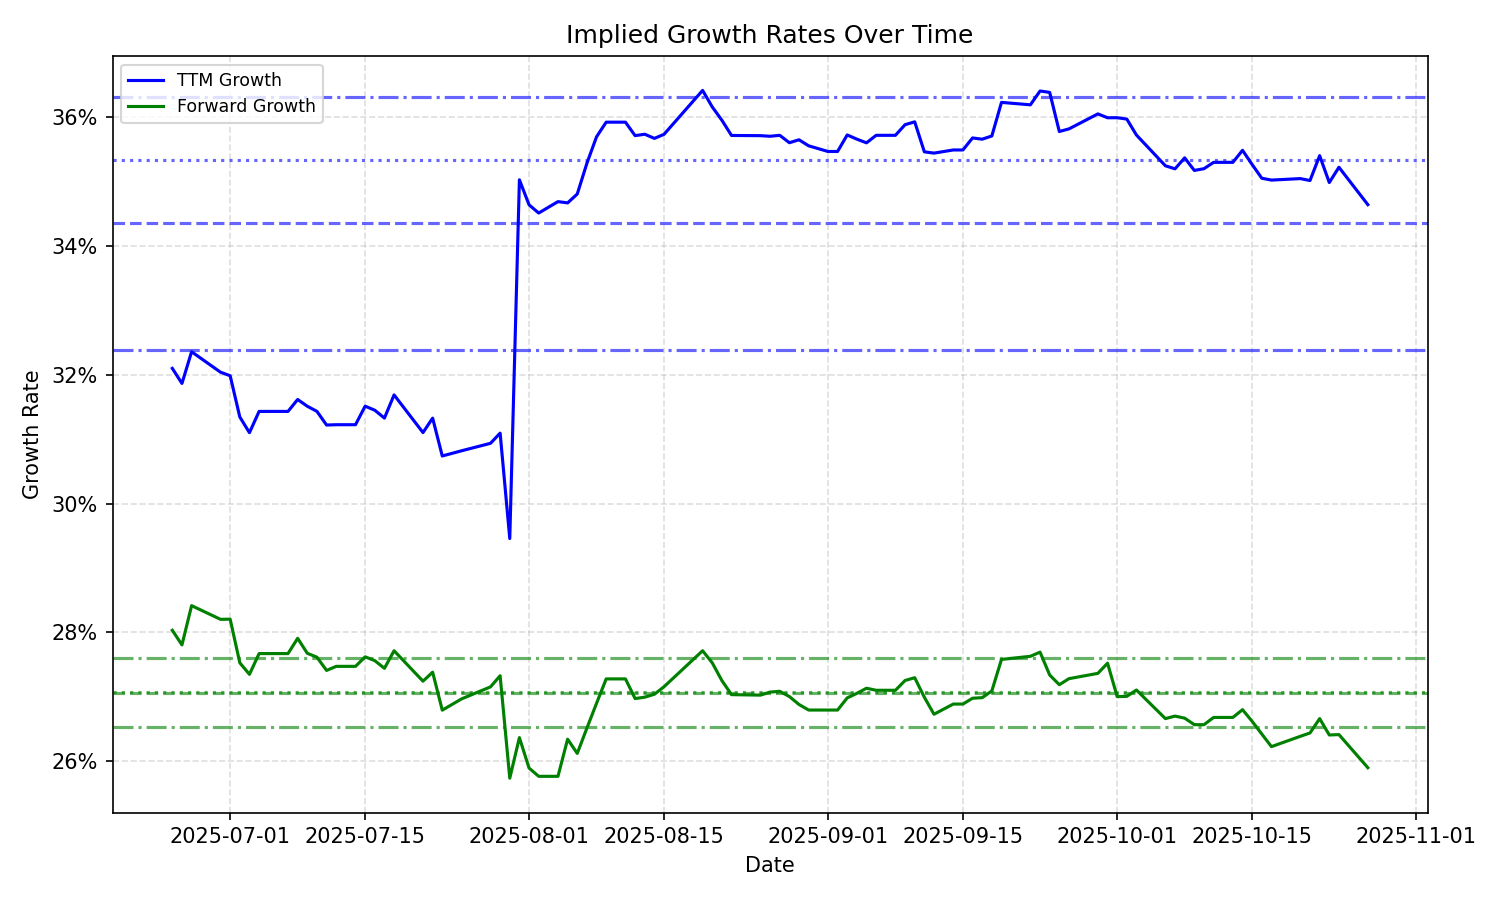 Implied Growth Rates Over Time
TTM Growth
Forward Growth
36%
34%
32%
30%
28%
26%
Growth Rate
2025-07-01 2025-07-15 2025-08-01 2025-08-15 2025-09-01 2025-09-15 2025-10-01 2025-10-15 2025-11-01
Date